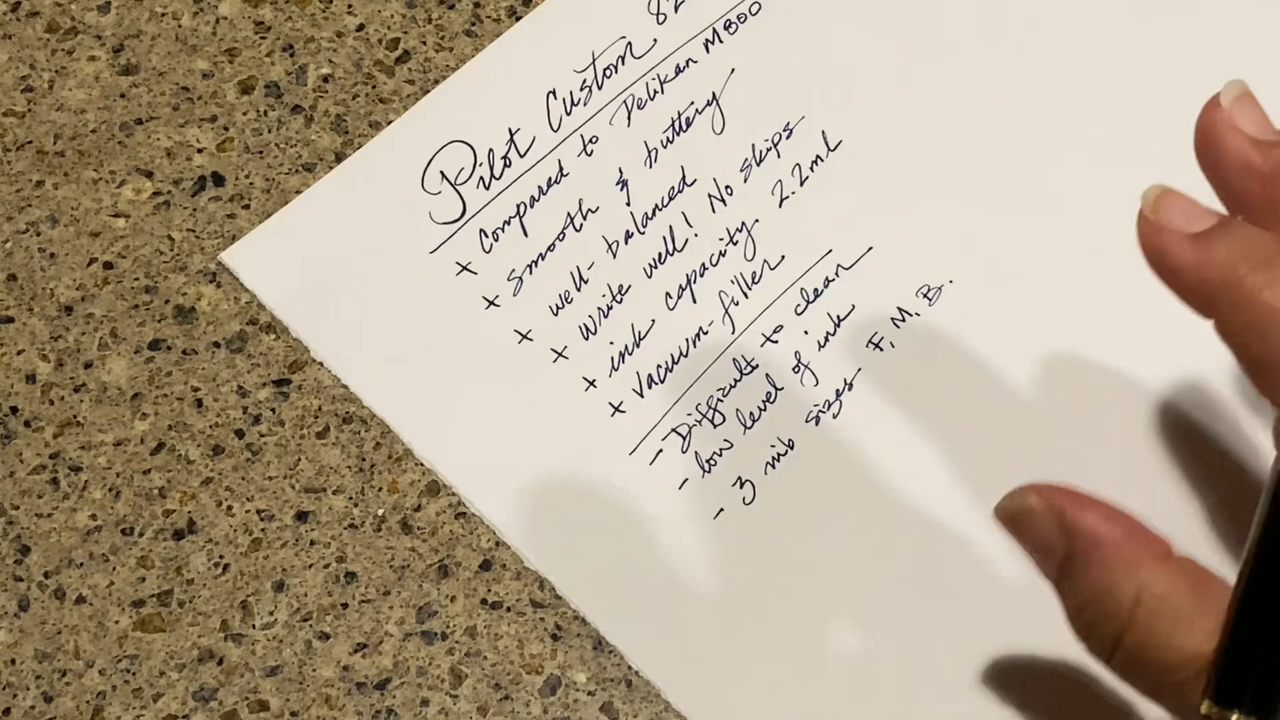 Pilot Custom 82
+ compared to Pelikan M800
+ smooth & buttery
+ well-balanced
+ write well! No skips
+ ink capacity 2.2ml
+ vacuum-filler
- Difficult to clean
- low level of ink
- 3 nib sizes F, M, B.